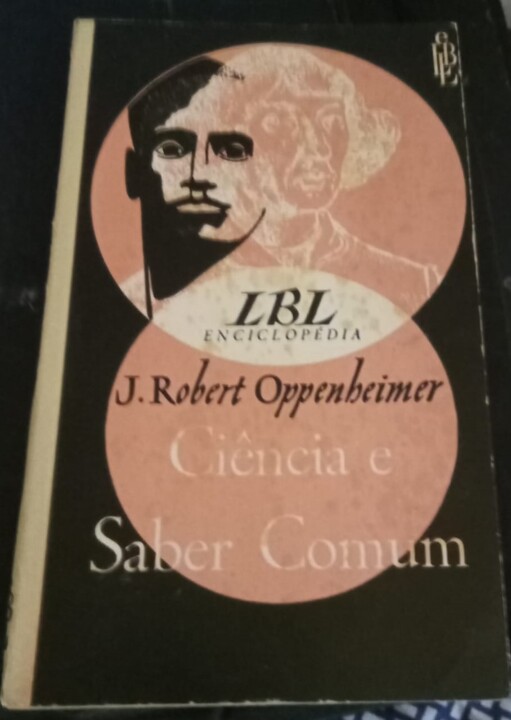 LBL
ENCICLOPÉDIA
J. Robert Oppenheimer
Ciência e
Saber Comum